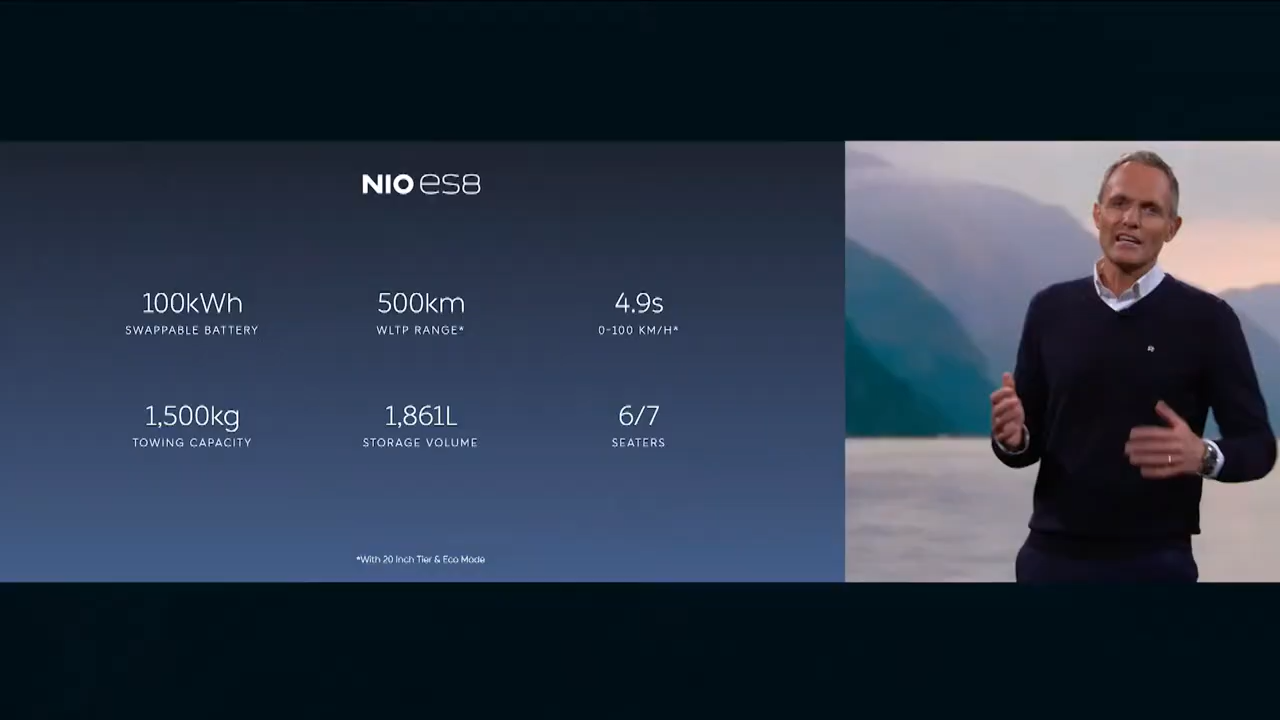 NIO es8
100kWh
SWAPPABLE BATTERY
500km
WLTP RANGE*
4.9s
0-100 KM/H*
1,500kg
TOWING CAPACITY
1,861L
STORAGE VOLUME
6/7
SEATERS
*With 20 Inch Tier & Eco Mode